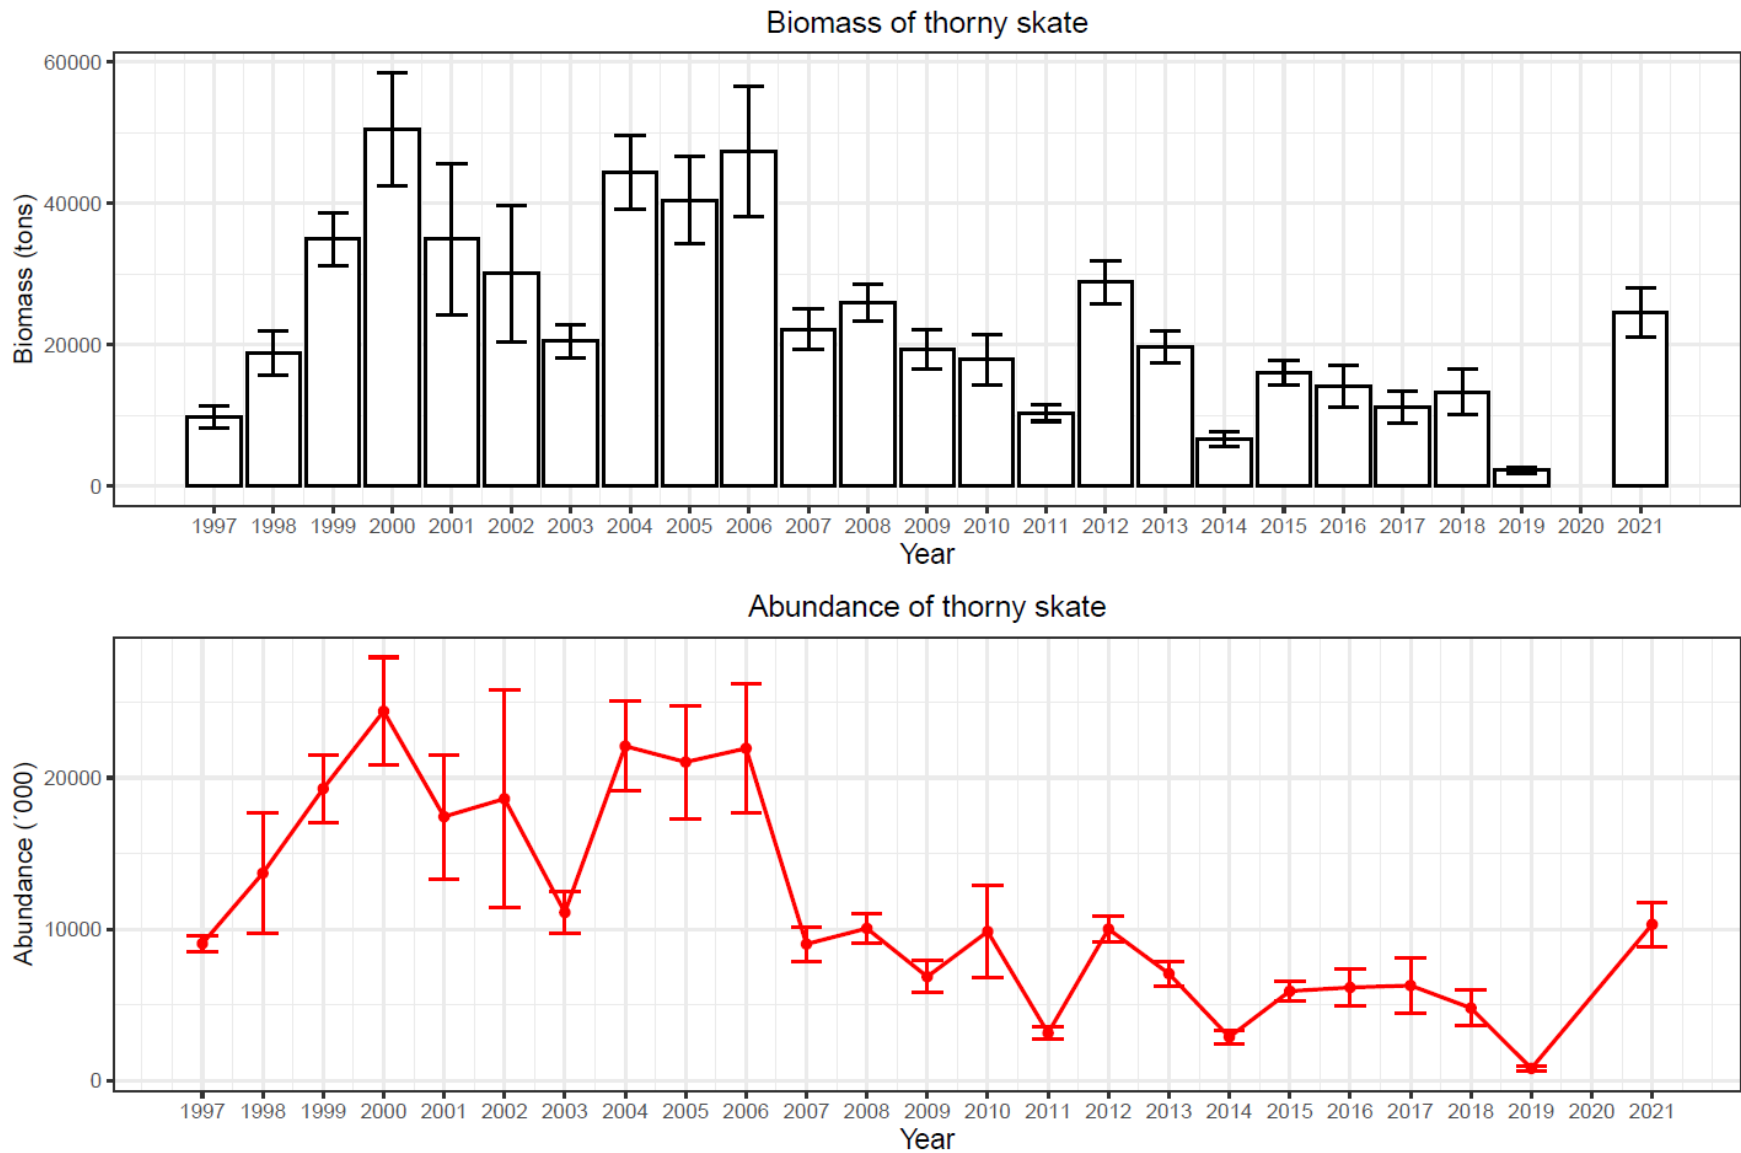 Biomass of thorny skate
Biomass (tons)
60000
40000
20000
0
1997 1998 1999 2000 2001 2002 2003 2004 2005 2006 2007 2008 2009 2010 2011 2012 2013 2014 2015 2016 2017 2018 2019 2020 2021
Year
Abundance of thorny skate
Abundance (´000)
20000
10000
0
1997 1998 1999 2000 2001 2002 2003 2004 2005 2006 2007 2008 2009 2010 2011 2012 2013 2014 2015 2016 2017 2018 2019 2020 2021
Year